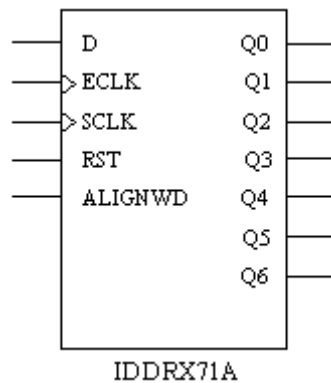 D Q0
ECLK Q1
SCLK Q2
RST Q3
ALIGNWD Q4
Q5
Q6
IDDRX71A